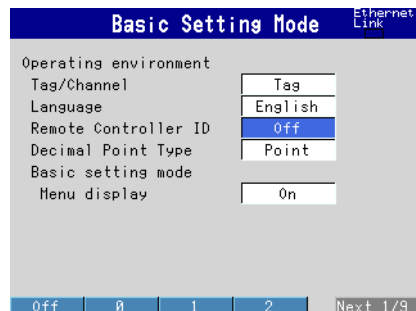 Basic Setting Mode
Ethernet
Link
Operating environment
Tag/Channel Tag
Language English
Remote Controller ID Off
Decimal Point Type Point
Basic setting mode
Menu display On
Off 0 1 2 Next 1/9